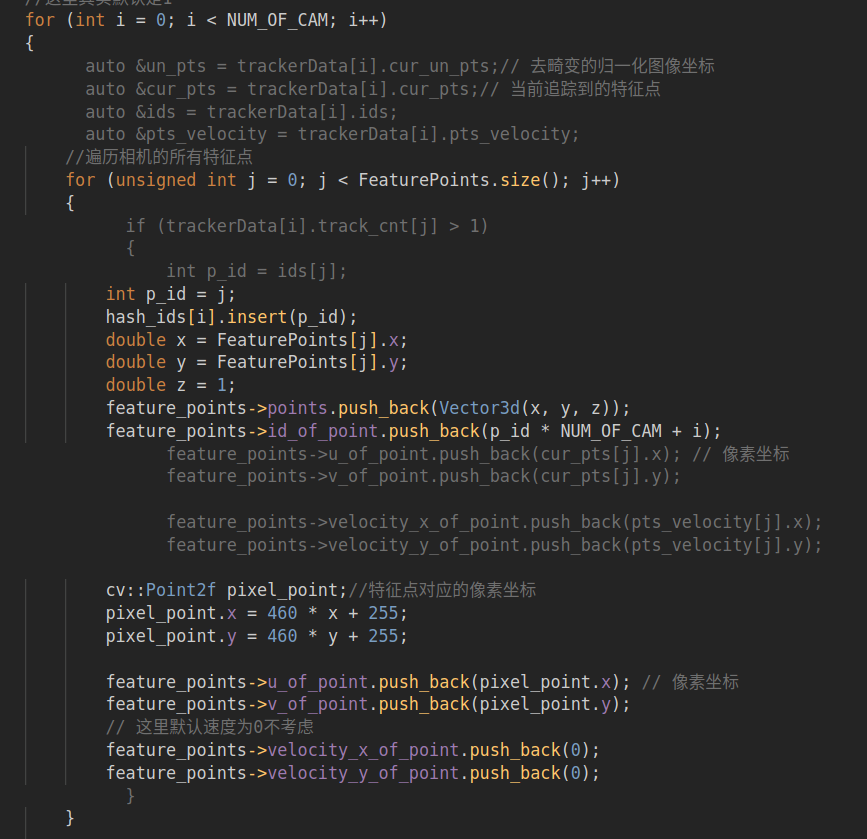 //这里其实默认是1
for (int i = 0; i < NUM_OF_CAM; i++)
{
auto &un_pts = trackerData[i].cur_un_pts;// 去畸变的归一化图像坐标
auto &cur_pts = trackerData[i].cur_pts;// 当前追踪到的特征点
auto &ids = trackerData[i].ids;
auto &pts_velocity = trackerData[i].pts_velocity;
//遍历相机的所有特征点
for (unsigned int j = 0; j < FeaturePoints.size(); j++)
{
if (trackerData[i].track_cnt[j] > 1)
{
int p_id = ids[j];
int p_id = j;
hash_ids[i].insert(p_id);
double x = FeaturePoints[j].x;
double y = FeaturePoints[j].y;
double z = 1;
feature_points->points.push_back(Vector3d(x, y, z));
feature_points->id_of_point.push_back(p_id * NUM_OF_CAM + i);
feature_points->u_of_point.push_back(cur_pts[j].x); // 像素坐标
feature_points->v_of_point.push_back(cur_pts[j].y);
feature_points->velocity_x_of_point.push_back(pts_velocity[j].x);
feature_points->velocity_y_of_point.push_back(pts_velocity[j].y);
cv::Point2f pixel_point;//特征点对应的像素坐标
pixel_point.x = 460 * x + 255;
pixel_point.y = 460 * y + 255;
feature_points->u_of_point.push_back(pixel_point.x); // 像素坐标
feature_points->v_of_point.push_back(pixel_point.y);
// 这里默认速度为0不考虑
feature_points->velocity_x_of_point.push_back(0);
feature_points->velocity_y_of_point.push_back(0);
}
}